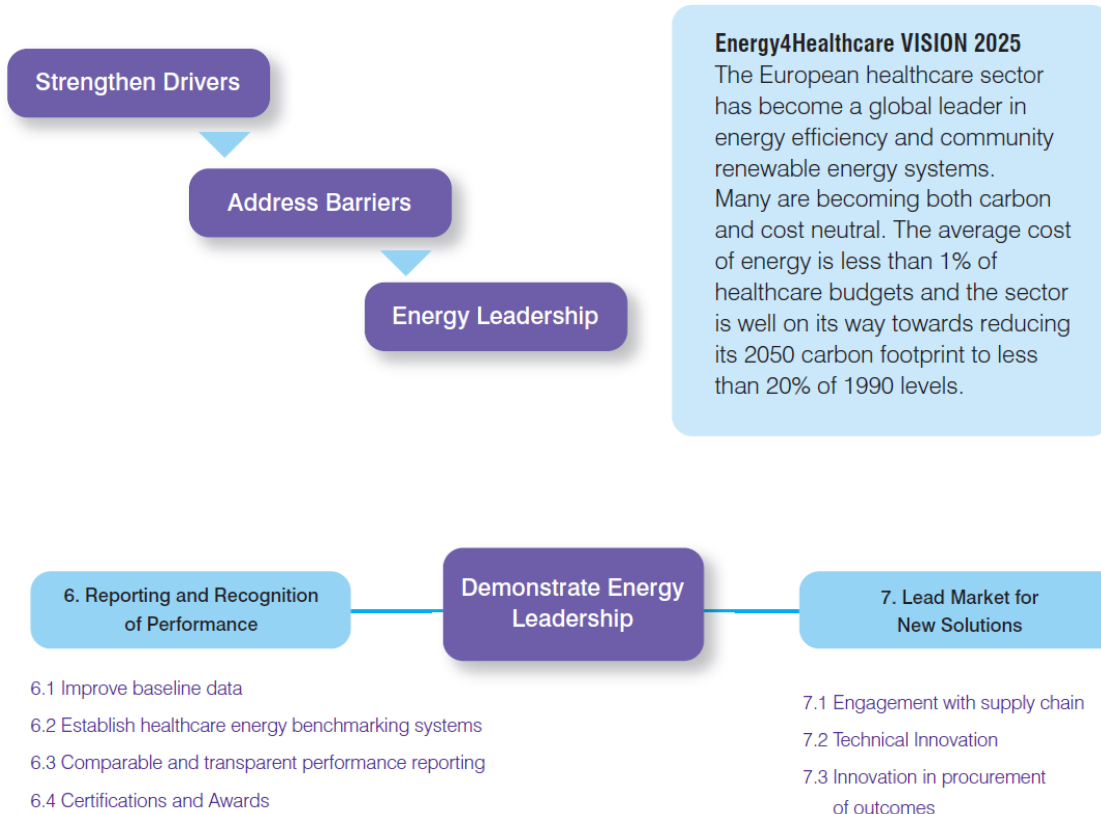 Strengthen Drivers
Address Barriers
Energy Leadership
Energy4Healthcare VISION 2025
The European healthcare sector
has become a global leader in
energy efficiency and community
renewable energy systems.
Many are becoming both carbon
and cost neutral. The average cost
of energy is less than 1% of
healthcare budgets and the sector
is well on its way towards reducing
its 2050 carbon footprint to less
than 20% of 1990 levels.
6. Reporting and Recognition
of Performance
Demonstrate Energy
Leadership
7. Lead Market for
New Solutions
6.1 Improve baseline data
6.2 Establish healthcare energy benchmarking systems
6.3 Comparable and transparent performance reporting
6.4 Certifications and Awards
7.1 Engagement with supply chain
7.2 Technical Innovation
7.3 Innovation in procurement
of outcomes